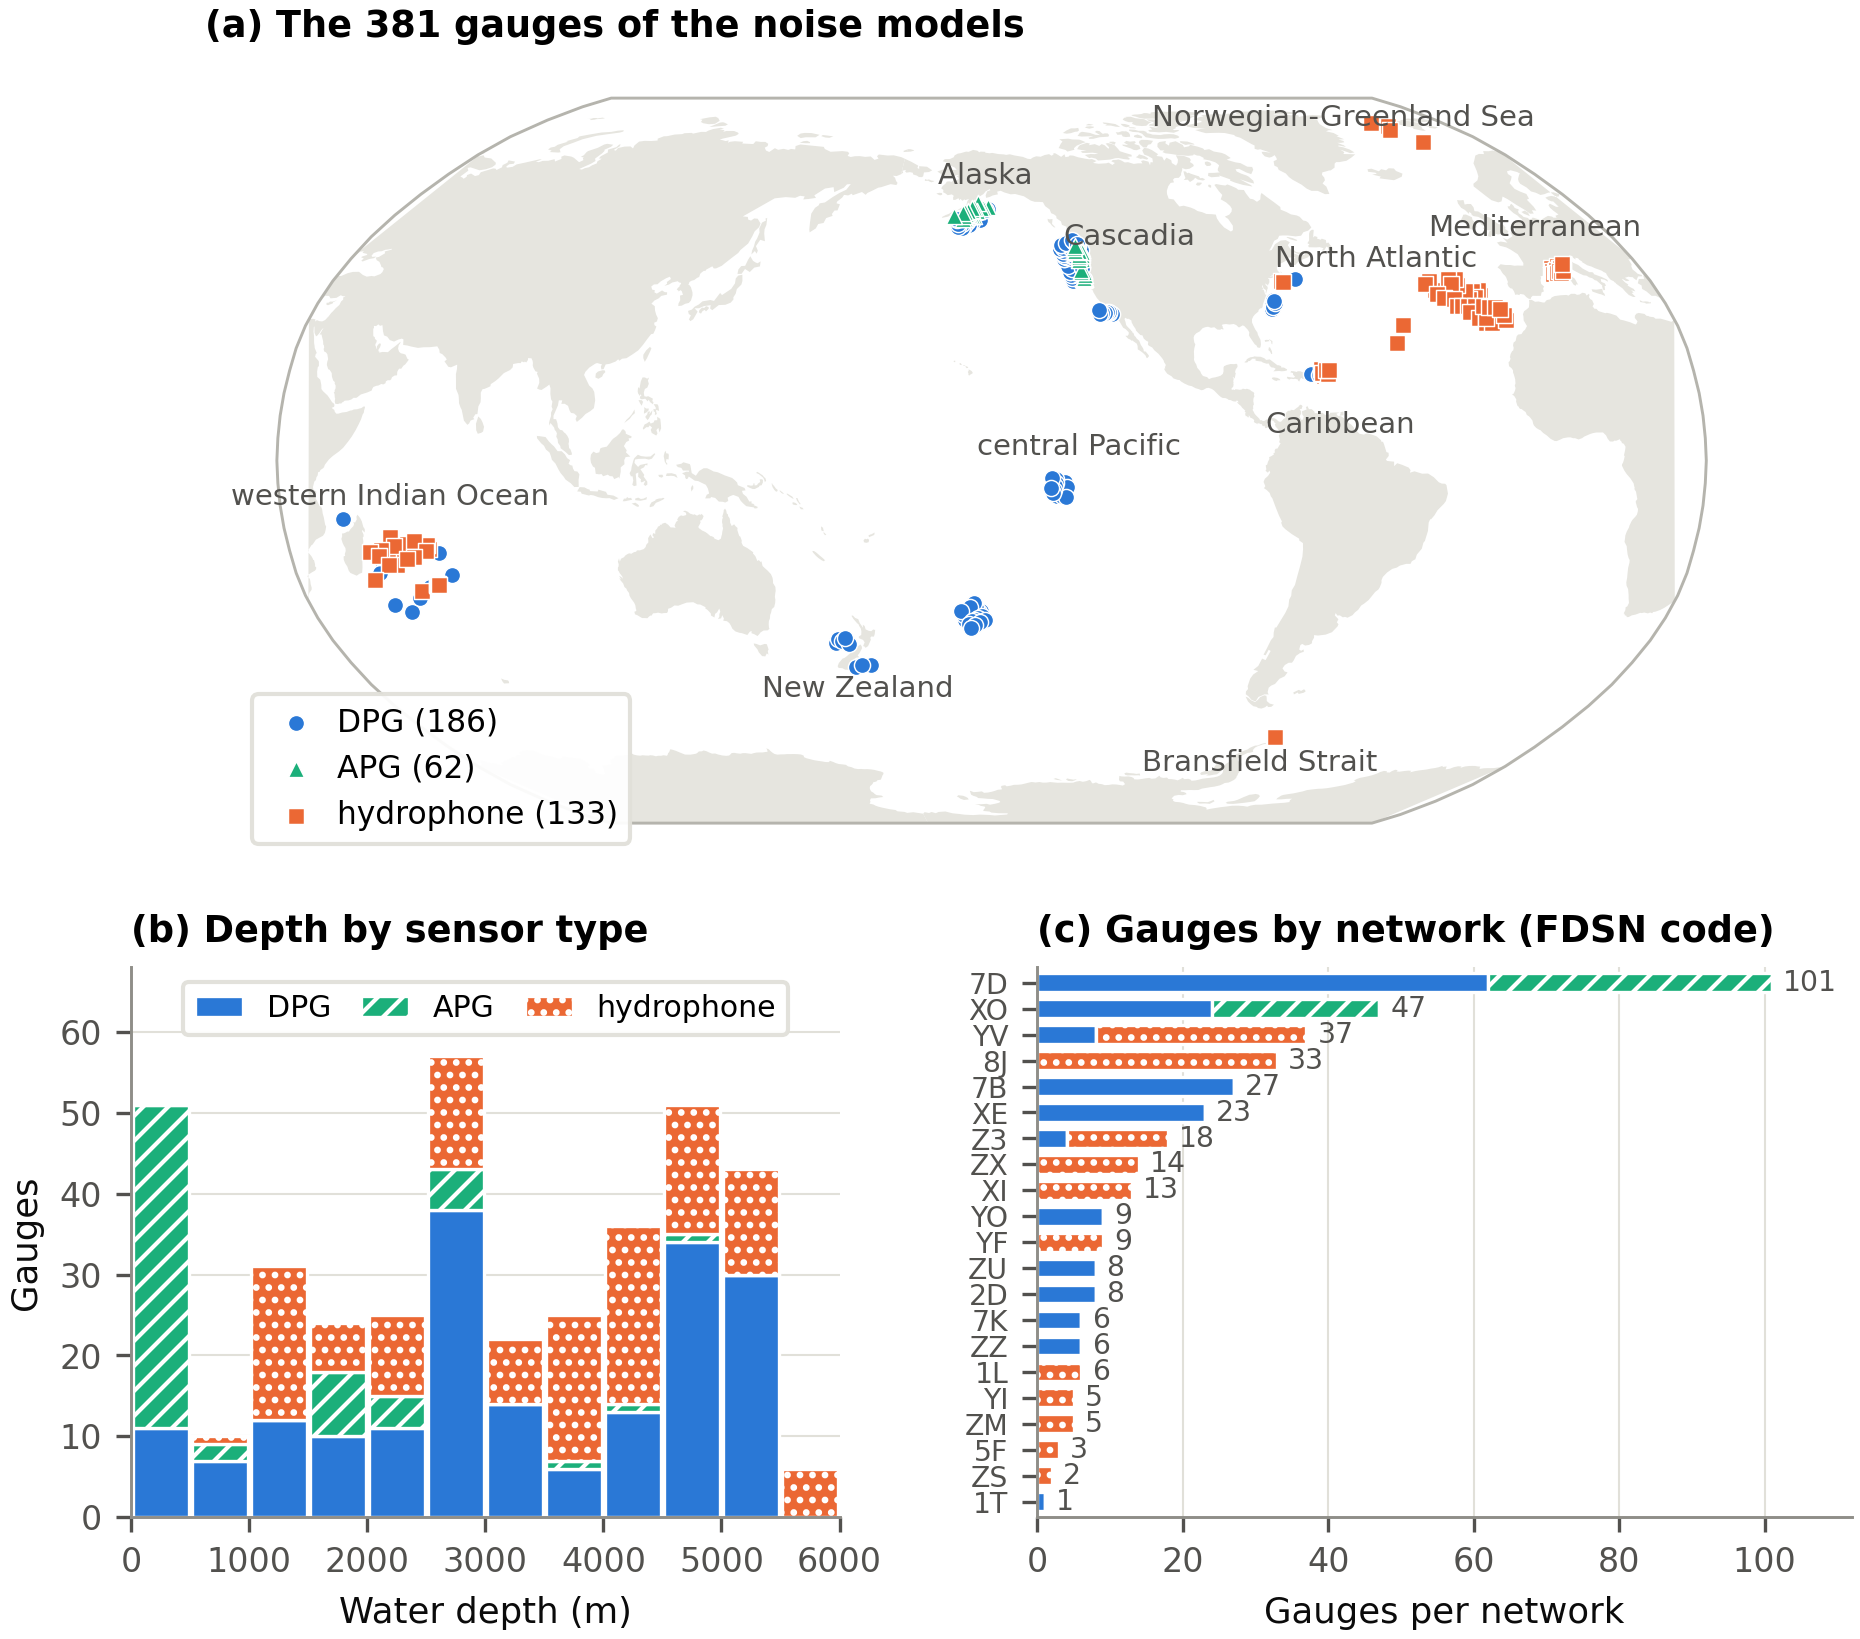 (a) The 381 gauges of the noise models
Norwegian-Greenland Sea
Alaska
Mediterranean
Cascadia
North Atlantic
Caribbean
central Pacific
western Indian Ocean
New Zealand
Bransfield Strait
DPG (186)
APG (62)
hydrophone (133)
(b) Depth by sensor type
DPG APG hydrophone
60
50
40
30
20
10
0
Gauges
0 1000 2000 3000 4000 5000 6000
Water depth (m)
(c) Gauges by network (FDSN code)
7D 101
XO 47
YV 37
8J 33
7B 27
XE 23
Z3 18
ZX 14
XI 13
YO 9
YF 9
ZU 8
2D 8
7K 6
ZZ 6
1L 6
YI 5
ZM 5
5F 3
ZS 2
1T 1
0 20 40 60 80 100
Gauges per network